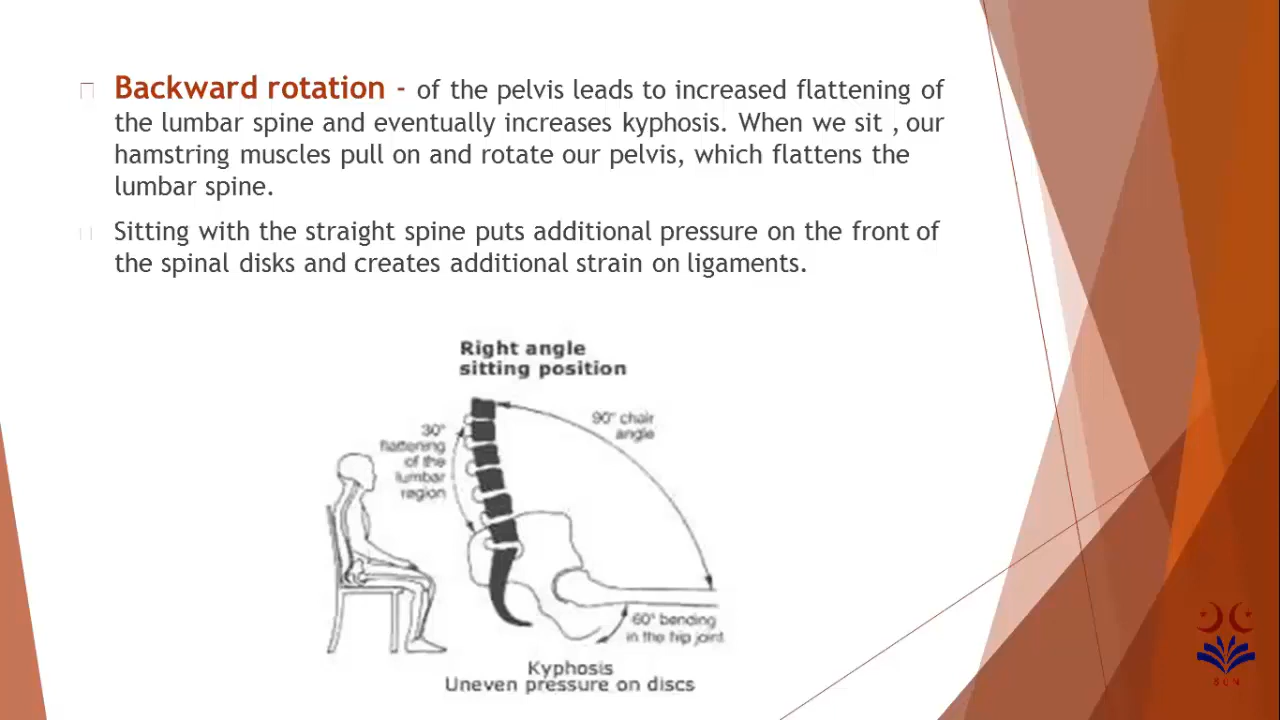 Backward rotation - of the pelvis leads to increased flattening of
the lumbar spine and eventually increases kyphosis. When we sit , our
hamstring muscles pull on and rotate our pelvis, which flattens the
lumbar spine.
Sitting with the straight spine puts additional pressure on the front of
the spinal disks and creates additional strain on ligaments.
Right angle
sitting position
90° chair
angle
30°
flattening
of the
lumbar
region
60° bending
in the hip joint
Kyphosis
Uneven pressure on discs